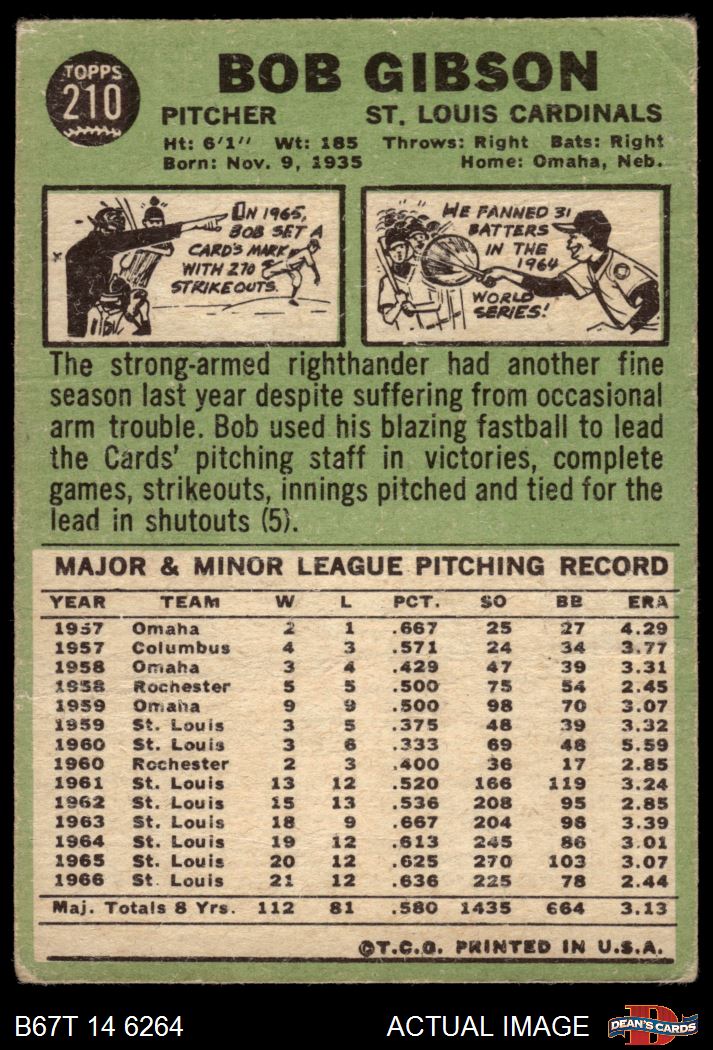 TOPPS
210
BOB GIBSON
PITCHER ST. LOUIS CARDINALS
Ht: 6'1" Wt: 185 Throws: Right Bats: Right
Born: Nov. 9, 1935 Home: Omaha, Neb.
IN 1965,
BOB SET A
CARD'S MARK
WITH 270
STRIKEOUTS.
HE FANNED 31
BATTERS
IN THE
1964
WORLD
SERIES!
The strong-armed righthander had another fine
season last year despite suffering from occasional
arm trouble. Bob used his blazing fastball to lead
the Cards' pitching staff in victories, complete
games, strikeouts, innings pitched and tied for the
lead in shutouts (5).
MAJOR & MINOR LEAGUE PITCHING RECORD
YEAR TEAM W L PCT. SO BB ERA
1957 Omaha 2 1 .667 25 27 4.29
1957 Columbus 4 3 .571 24 34 3.77
1958 Omaha 3 4 .429 47 39 3.31
1958 Rochester 5 5 .500 75 54 2.45
1959 Omaha 9 9 .500 98 70 3.07
1959 St. Louis 3 5 .375 48 39 3.32
1960 St. Louis 3 6 .333 69 48 5.59
1960 Rochester 2 3 .400 36 17 2.85
1961 St. Louis 13 12 .520 166 119 3.24
1962 St. Louis 15 13 .536 208 95 2.85
1963 St. Louis 18 9 .667 204 96 3.39
1964 St. Louis 19 12 .613 245 86 3.01
1965 St. Louis 20 12 .625 270 103 3.07
1966 St. Louis 21 12 .636 225 78 2.44
Maj. Totals 8 Yrs. 112 81 .580 1435 664 3.13
©T.C.G. PRINTED IN U.S.A.
B67T 14 6264 ACTUAL IMAGE
D
DEAN'S CARDS